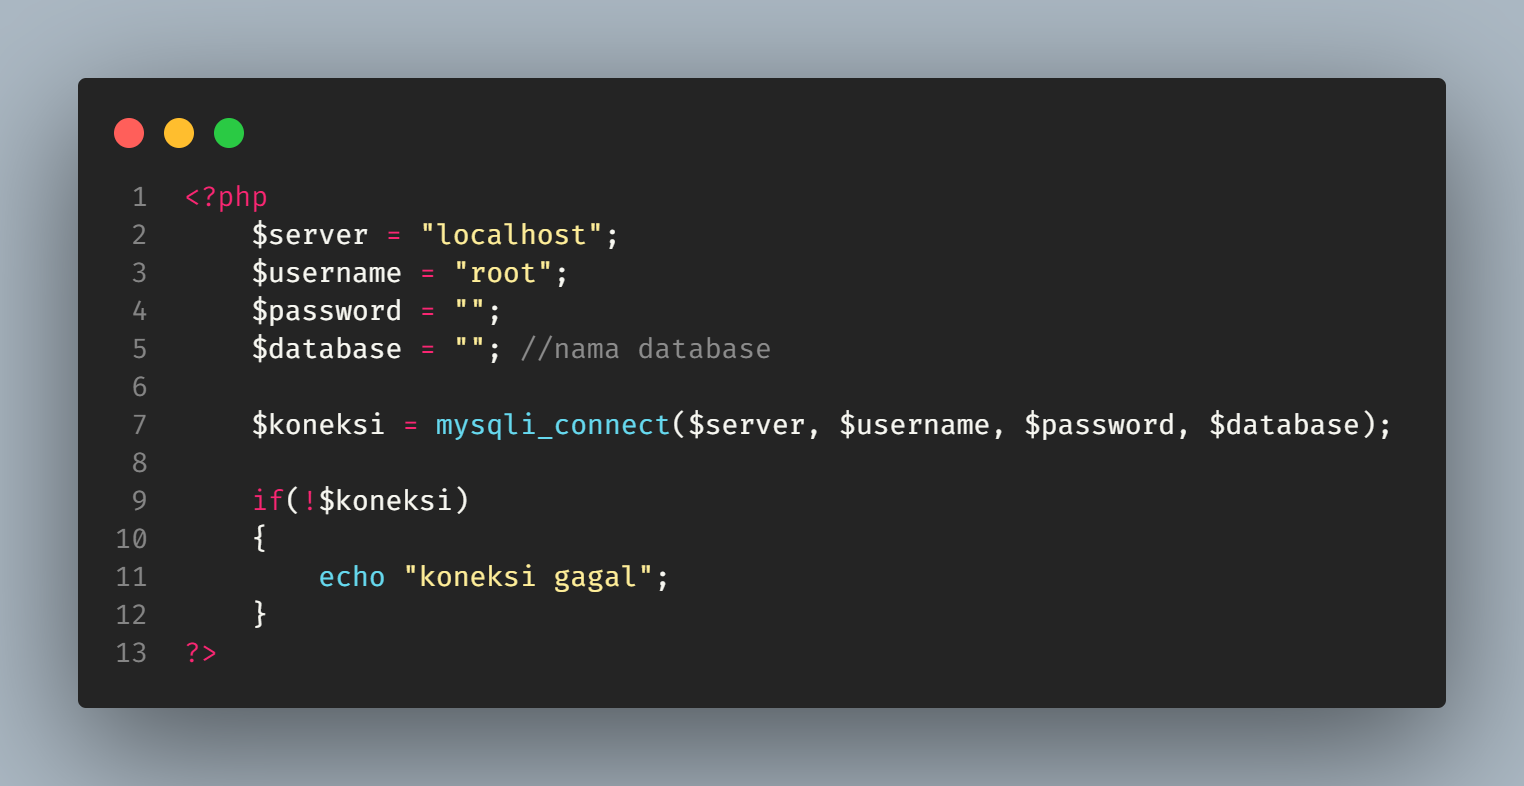 1 <?php
2     $server = "localhost";
3     $username = "root";
4     $password = "";
5     $database = ""; //nama database
6
7     $koneksi = mysqli_connect($server, $username, $password, $database);
8
9     if(!$koneksi)
10     {
11         echo "koneksi gagal";
12     }
13 ?>